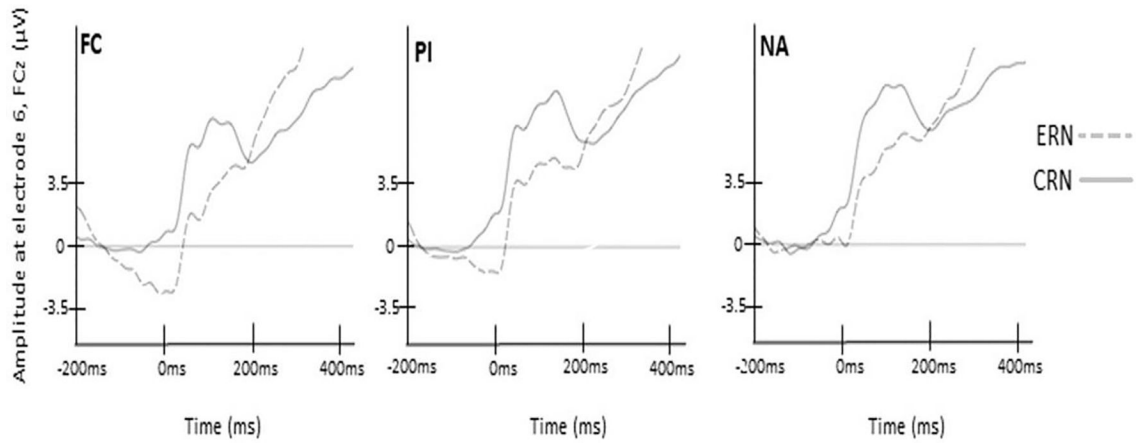 Amplitude at electrode 6, FCz (µV)
FC
3.5
0
-3.5
-200ms 0ms 200ms 400ms
Time (ms)
PI
3.5
0
-3.5
-200ms 0ms 200ms 400ms
Time (ms)
NA
3.5
0
-3.5
-200ms 0ms 200ms 400ms
Time (ms)
ERN
CRN